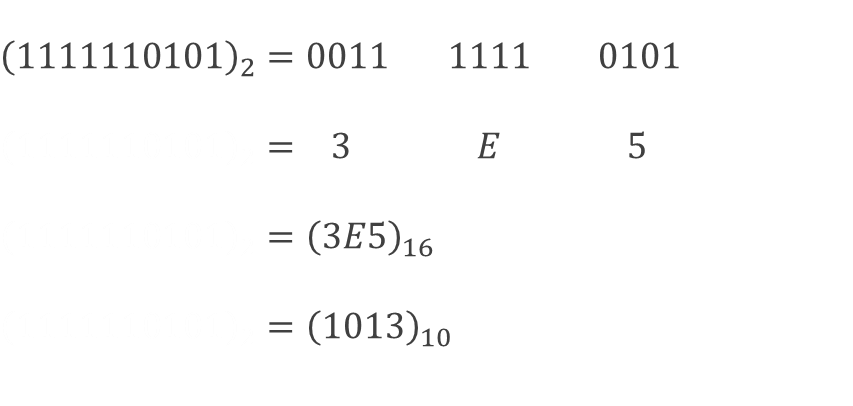 (1111110101)₂ = 0011 1111 0101
= 3 E 5
= (3E5)₁₆
= (1013)₁₀